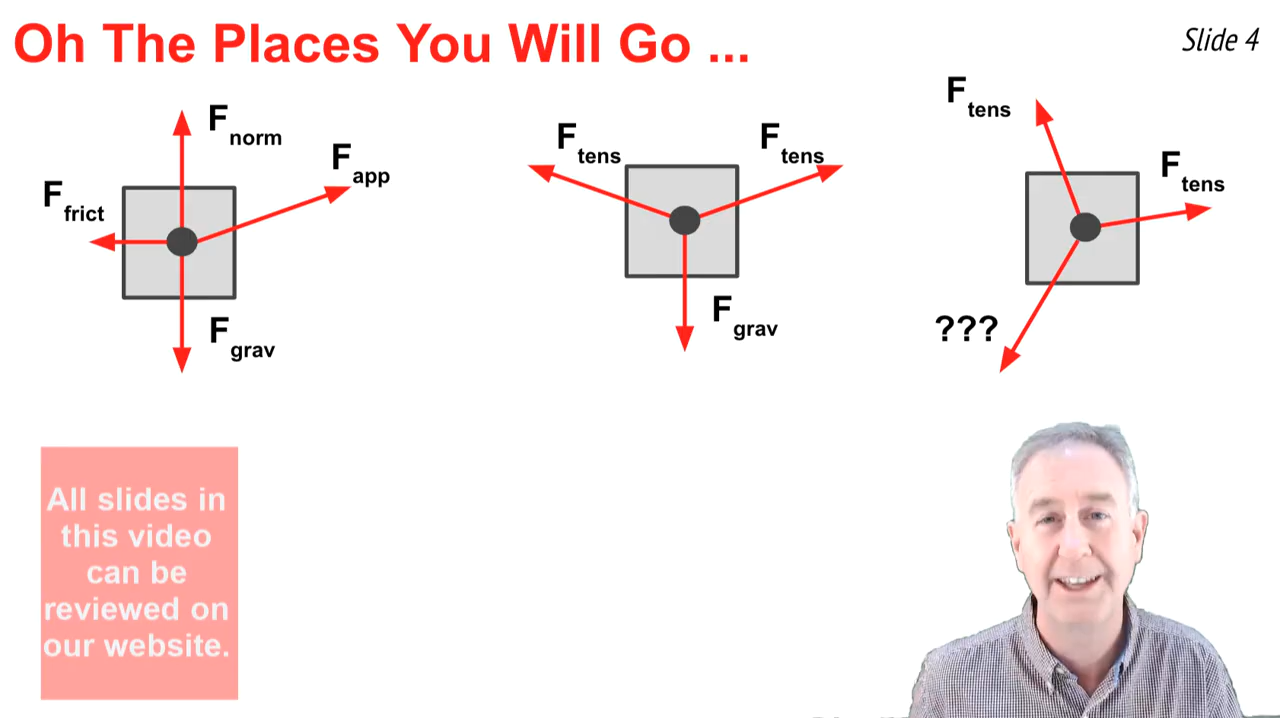 Oh The Places You Will Go ...
Slide 4
F norm
F app
F frict
F grav
F tens
F tens
F grav
F tens
F tens
???
All slides in
this video
can be
reviewed on
our website.